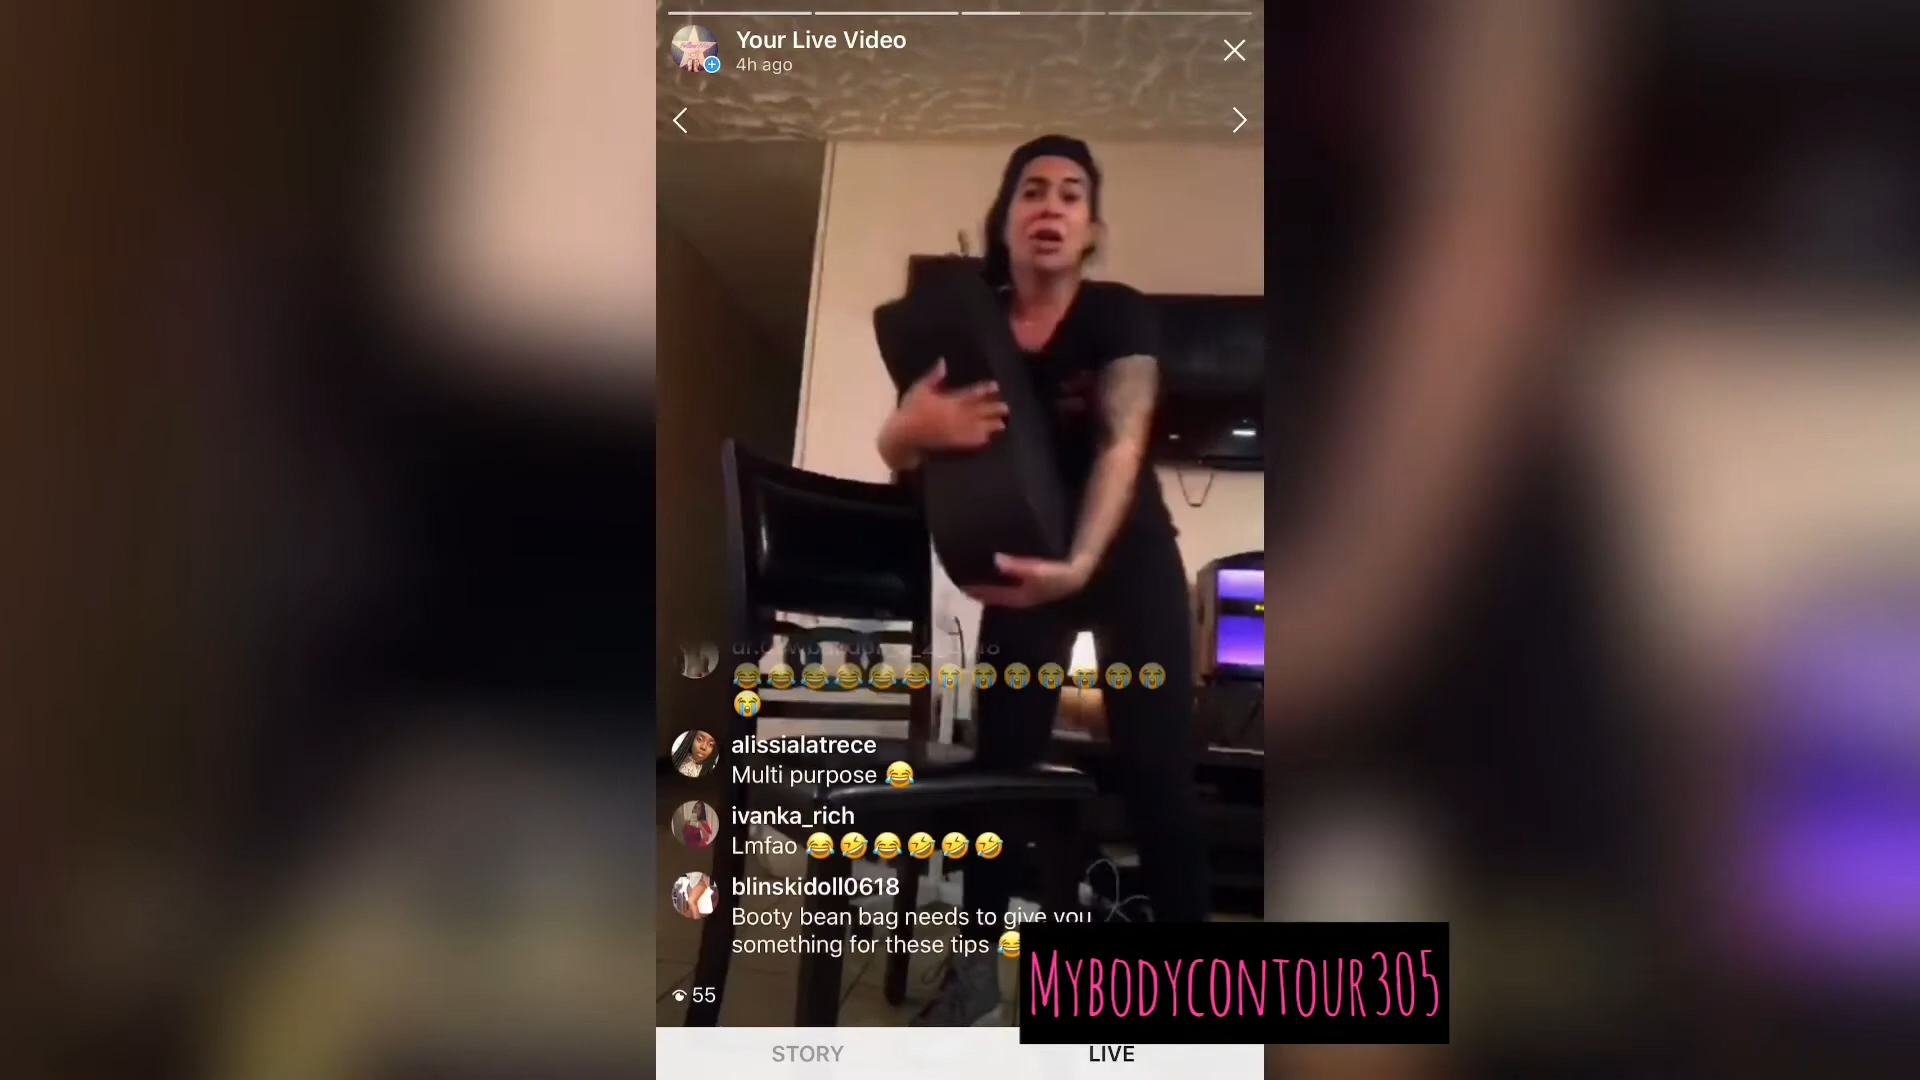 Your Live Video
4h ago
😂😂😂😂😂😂😭😭😭😭😭😭😭
😭
alissialatrece
Multi purpose 😂
ivanka_rich
Lmfao 😂🤣😂🤣🤣🤣
blinskidoll0618
Booty bean bag needs to give you
something for these tips 😂
55
MYBODYCONTOUR305
STORY
LIVE